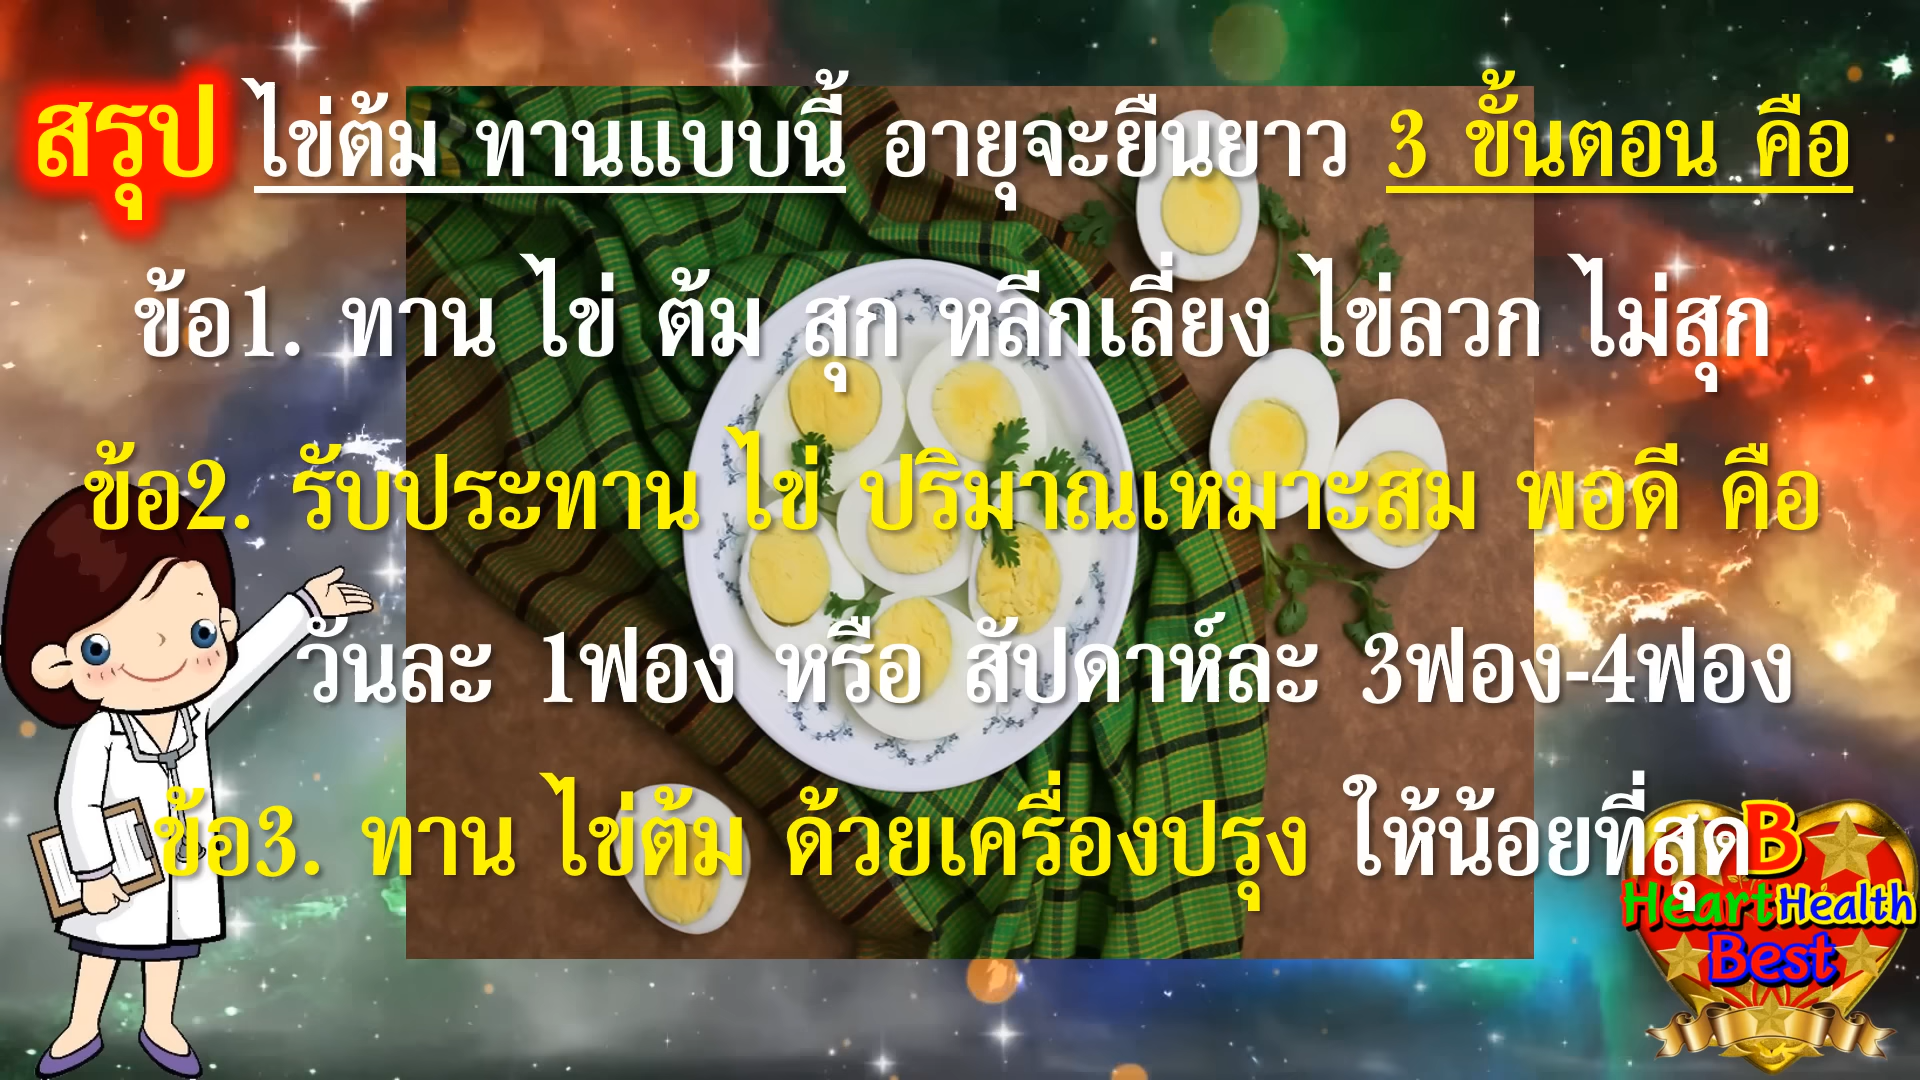 สรุป ไข่ต้ม ทานแบบนี้ อายุจะยืนยาว 3 ขั้นตอน คือ
ข้อ1. ทาน ไข่ ต้ม สุก หลีกเลี่ยง ไข่ลวก ไม่สุก
ข้อ2. รับประทาน ไข่ ปริมาณเหมาะสม พอดี คือ
วันละ 1ฟอง หรือ สัปดาห์ละ 3ฟอง-4ฟอง
ข้อ3. ทาน ไข่ต้ม ด้วยเครื่องปรุง ให้น้อยที่สุด
B
Heart Health
Best